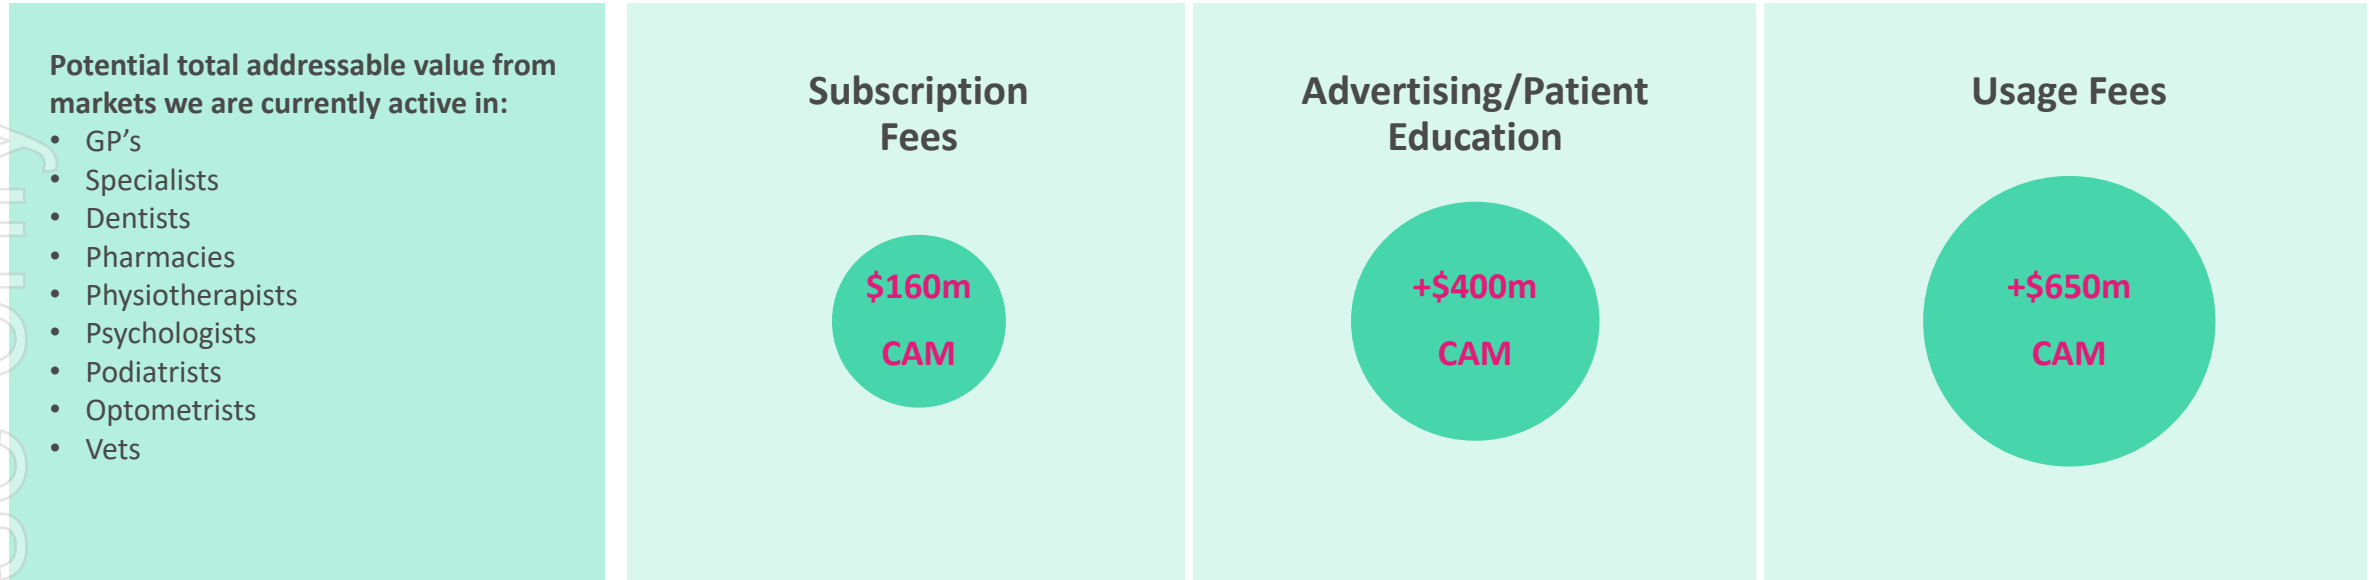 Potential total addressable value from
markets we are currently active in:
• GP's
• Specialists
• Dentists
• Pharmacies
• Physiotherapists
• Psychologists
• Podiatrists
• Optometrists
• Vets
Subscription
Fees
$160m
CAM
Advertising/Patient
Education
+$400m
CAM
Usage Fees
+$650m
CAM